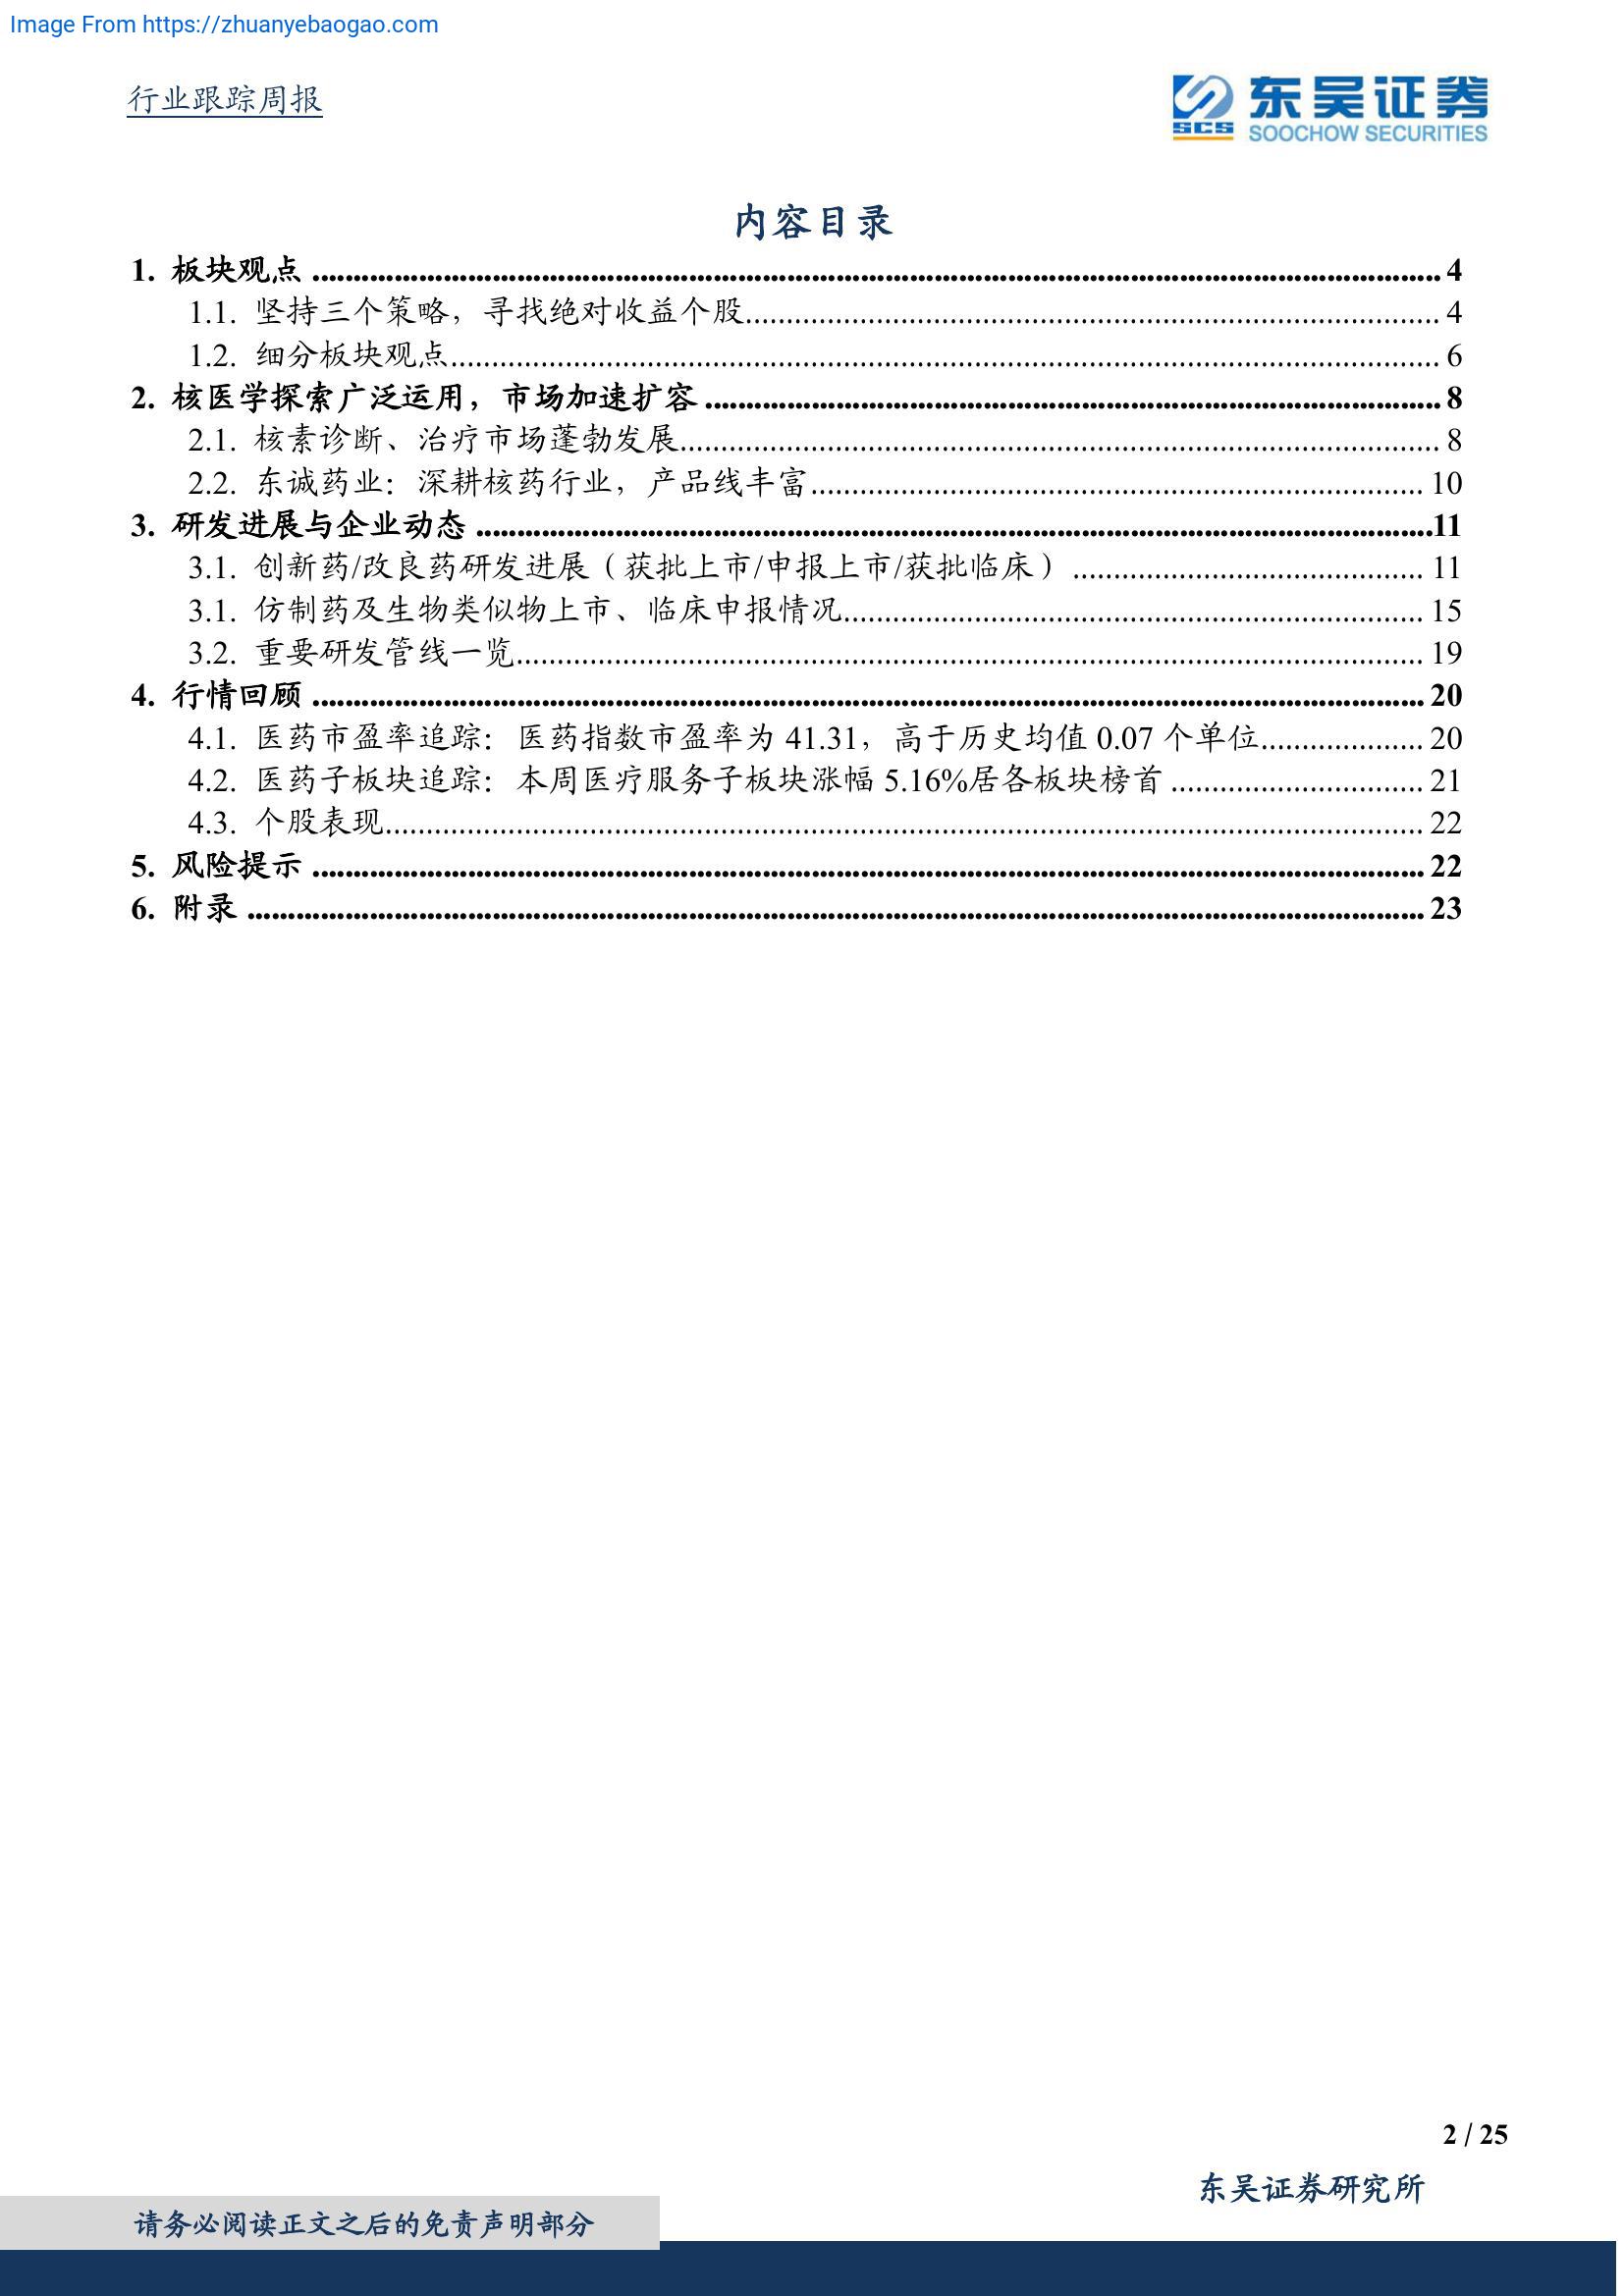 Image From https://zhuanyebaogao.com
行业跟踪周报
SCS 东吴证券
SOOCHOW SECURITIES
内容目录
1. 板块观点 ........ 4
1.1. 坚持三个策略，寻找绝对收益个股........ 4
1.2. 细分板块观点........ 6
2. 核医学探索广泛运用，市场加速扩容 ........ 8
2.1. 核素诊断、治疗市场蓬勃发展........ 8
2.2. 东诚药业：深耕核药行业，产品线丰富........ 10
3. 研发进展与企业动态 ........11
3.1. 创新药/改良药研发进展（获批上市/申报上市/获批临床） ........ 11
3.1. 仿制药及生物类似物上市、临床申报情况........ 15
3.2. 重要研发管线一览........ 19
4. 行情回顾 ........ 20
4.1. 医药市盈率追踪：医药指数市盈率为 41.31，高于历史均值 0.07 个单位........ 20
4.2. 医药子板块追踪：本周医疗服务子板块涨幅 5.16%居各板块榜首 ........ 21
4.3. 个股表现........ 22
5. 风险提示 ........ 22
6. 附录 ........ 23
2 / 25
东吴证券研究所
请务必阅读正文之后的免责声明部分